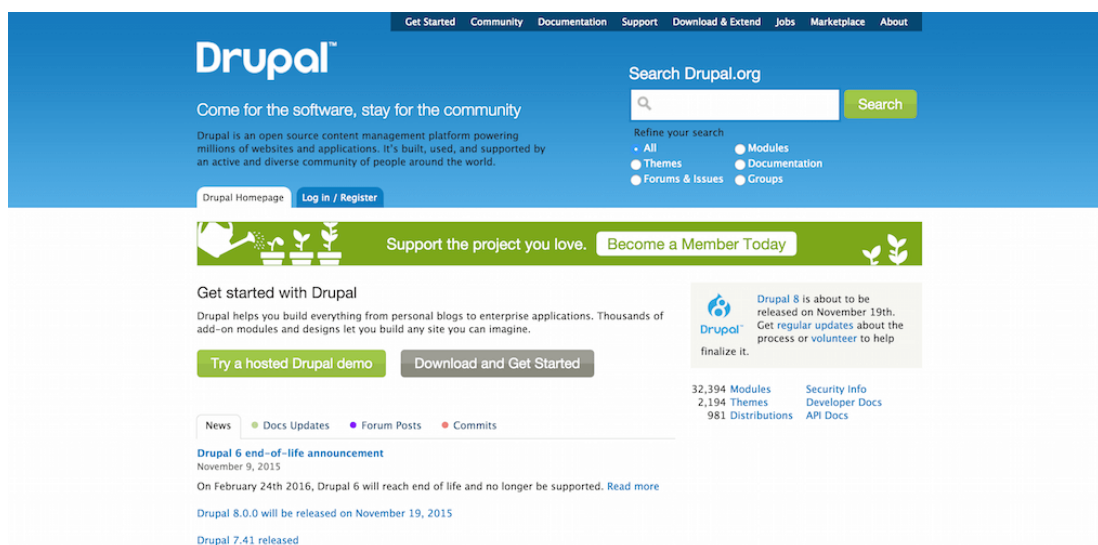 Get Started Community Documentation Support Download & Extend Jobs Marketplace About
Drupal™
Come for the software, stay for the community
Drupal is an open source content management platform powering
millions of websites and applications. It's built, used, and supported by
an active and diverse community of people around the world.
Search Drupal.org
Search
Refine your search
All Modules
Themes Documentation
Forums & Issues Groups
Drupal Homepage Log in / Register
Support the project you love. Become a Member Today
Get started with Drupal
Drupal helps you build everything from personal blogs to enterprise applications. Thousands of
add-on modules and designs let you build any site you can imagine.
Try a hosted Drupal demo Download and Get Started
Drupal™
Drupal 8 is about to be
released on November 19th.
Get regular updates about the
process or volunteer to help
finalize it.
32,394 Modules Security Info
2,194 Themes Developer Docs
981 Distributions API Docs
News Docs Updates Forum Posts Commits
Drupal 6 end-of-life announcement
November 9, 2015
On February 24th 2016, Drupal 6 will reach end of life and no longer be supported. Read more
Drupal 8.0.0 will be released on November 19, 2015
Drupal 7.41 released